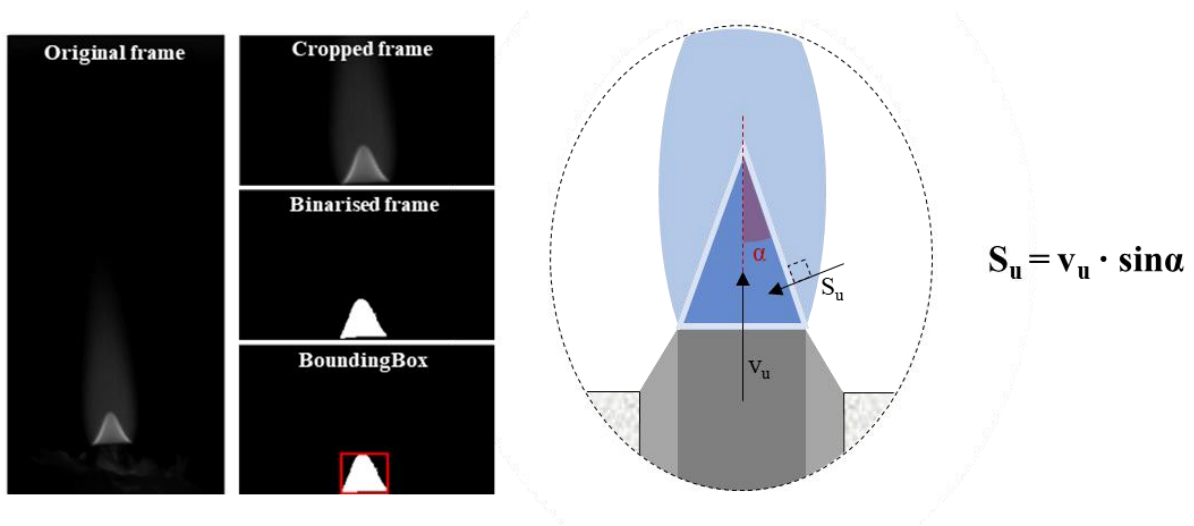 Original frame
Cropped frame
Binarised frame
BoundingBox
α
Sᵤ
vᵤ
Sᵤ = vᵤ · sinα